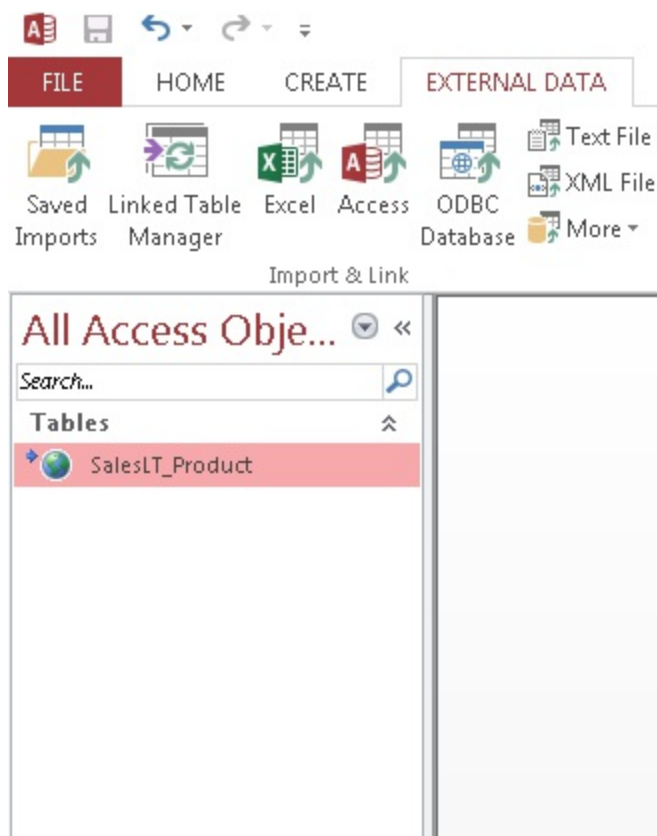 FILE HOME CREATE EXTERNAL DATA
Saved Imports
Linked Table Manager
Excel
Access
ODBC Database
Text File
XML File
More
Import & Link
All Access Obje...
Search...
Tables
SalesLT_Product